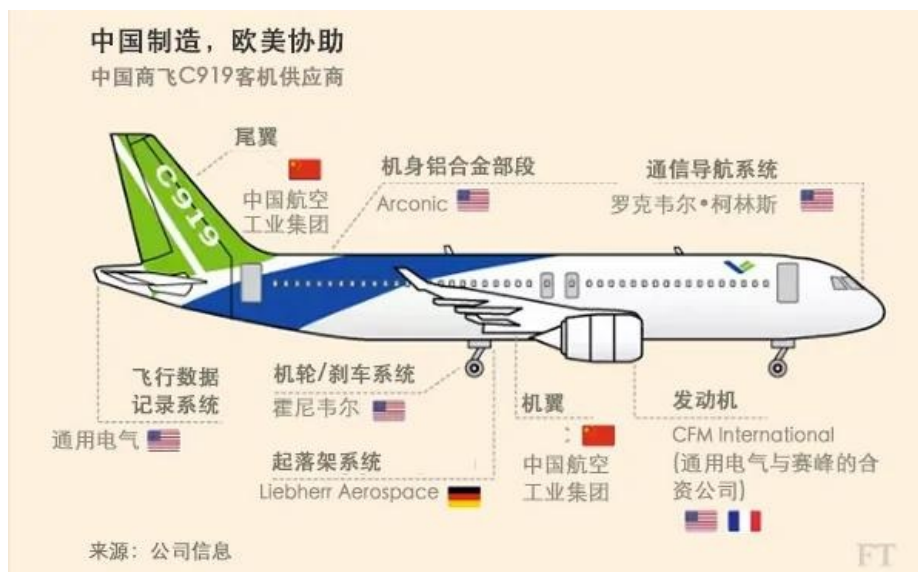 中国制造，欧美协助
中国商飞C919客机供应商
尾翼
中国航空
工业集团
机身铝合金部段
Arconic
通信导航系统
罗克韦尔•柯林斯
C919
飞行数据
记录系统
通用电气
机轮/刹车系统
霍尼韦尔
起落架系统
Liebherr Aerospace
机翼
:
中国航空
工业集团
发动机
CFM International
(通用电气与赛峰的合
资公司)
来源：公司信息
FT